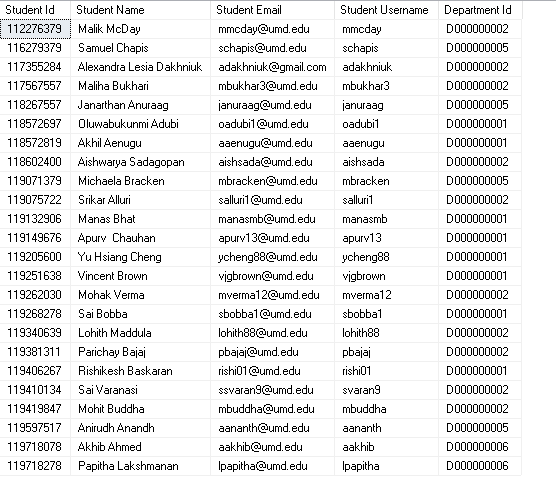 Student Id Student Name Student Email Student Username Department Id
112276379 Malik McDay mmcday@umd.edu mmcday D000000002
116279379 Samuel Chapis schapis@umd.edu schapis D000000005
117355284 Alexandra Lesia Dakhniuk adakhniuk@gmail.com adakhniuk D000000002
117567557 Maliha Bukhari mbukhar3@umd.edu mbukhar3 D000000002
118267557 Janarthan Anuraag januraag@umd.edu januraag D000000005
118572697 Oluwabukunmi Adubi oadubi1@umd.edu oadubi1 D000000001
118572819 Akhil Aenugu aaenugu@umd.edu aaenugu D000000001
118602400 Aishwarya Sadagopan aishsada@umd.edu aishsada D000000002
119071379 Michaela Bracken mbracken@umd.edu mbracken D000000005
119075722 Srikar Alluri salluri1@umd.edu salluri1 D000000002
119132906 Manas Bhat manasmb@umd.edu manasmb D000000001
119149676 Apurv Chauhan apurv13@umd.edu apurv13 D000000001
119205600 Yu Hsiang Cheng ycheng88@umd.edu ycheng88 D000000001
119251638 Vincent Brown vjgbrown@umd.edu vjgbrown D000000001
119262030 Mohak Verma mverma12@umd.edu mverma12 D000000002
119268278 Sai Bobba sbobba1@umd.edu sbobba1 D000000001
119340639 Lohith Maddula lohith88@umd.edu lohith88 D000000002
119381311 Parichay Bajaj pbajaj@umd.edu pbajaj D000000002
119406267 Rishikesh Baskaran rishi01@umd.edu rishi01 D000000001
119410134 Sai Varanasi ssvaran9@umd.edu svaran9 D000000002
119419847 Mohit Buddha mbuddha@umd.edu mbuddha D000000002
119597517 Anirudh Anandh aananth@umd.edu aananth D000000005
119718078 Akhib Ahmed aakhib@umd.edu aakhib D000000006
119718278 Papitha Lakshmanan lpapitha@umd.edu lpapitha D000000006